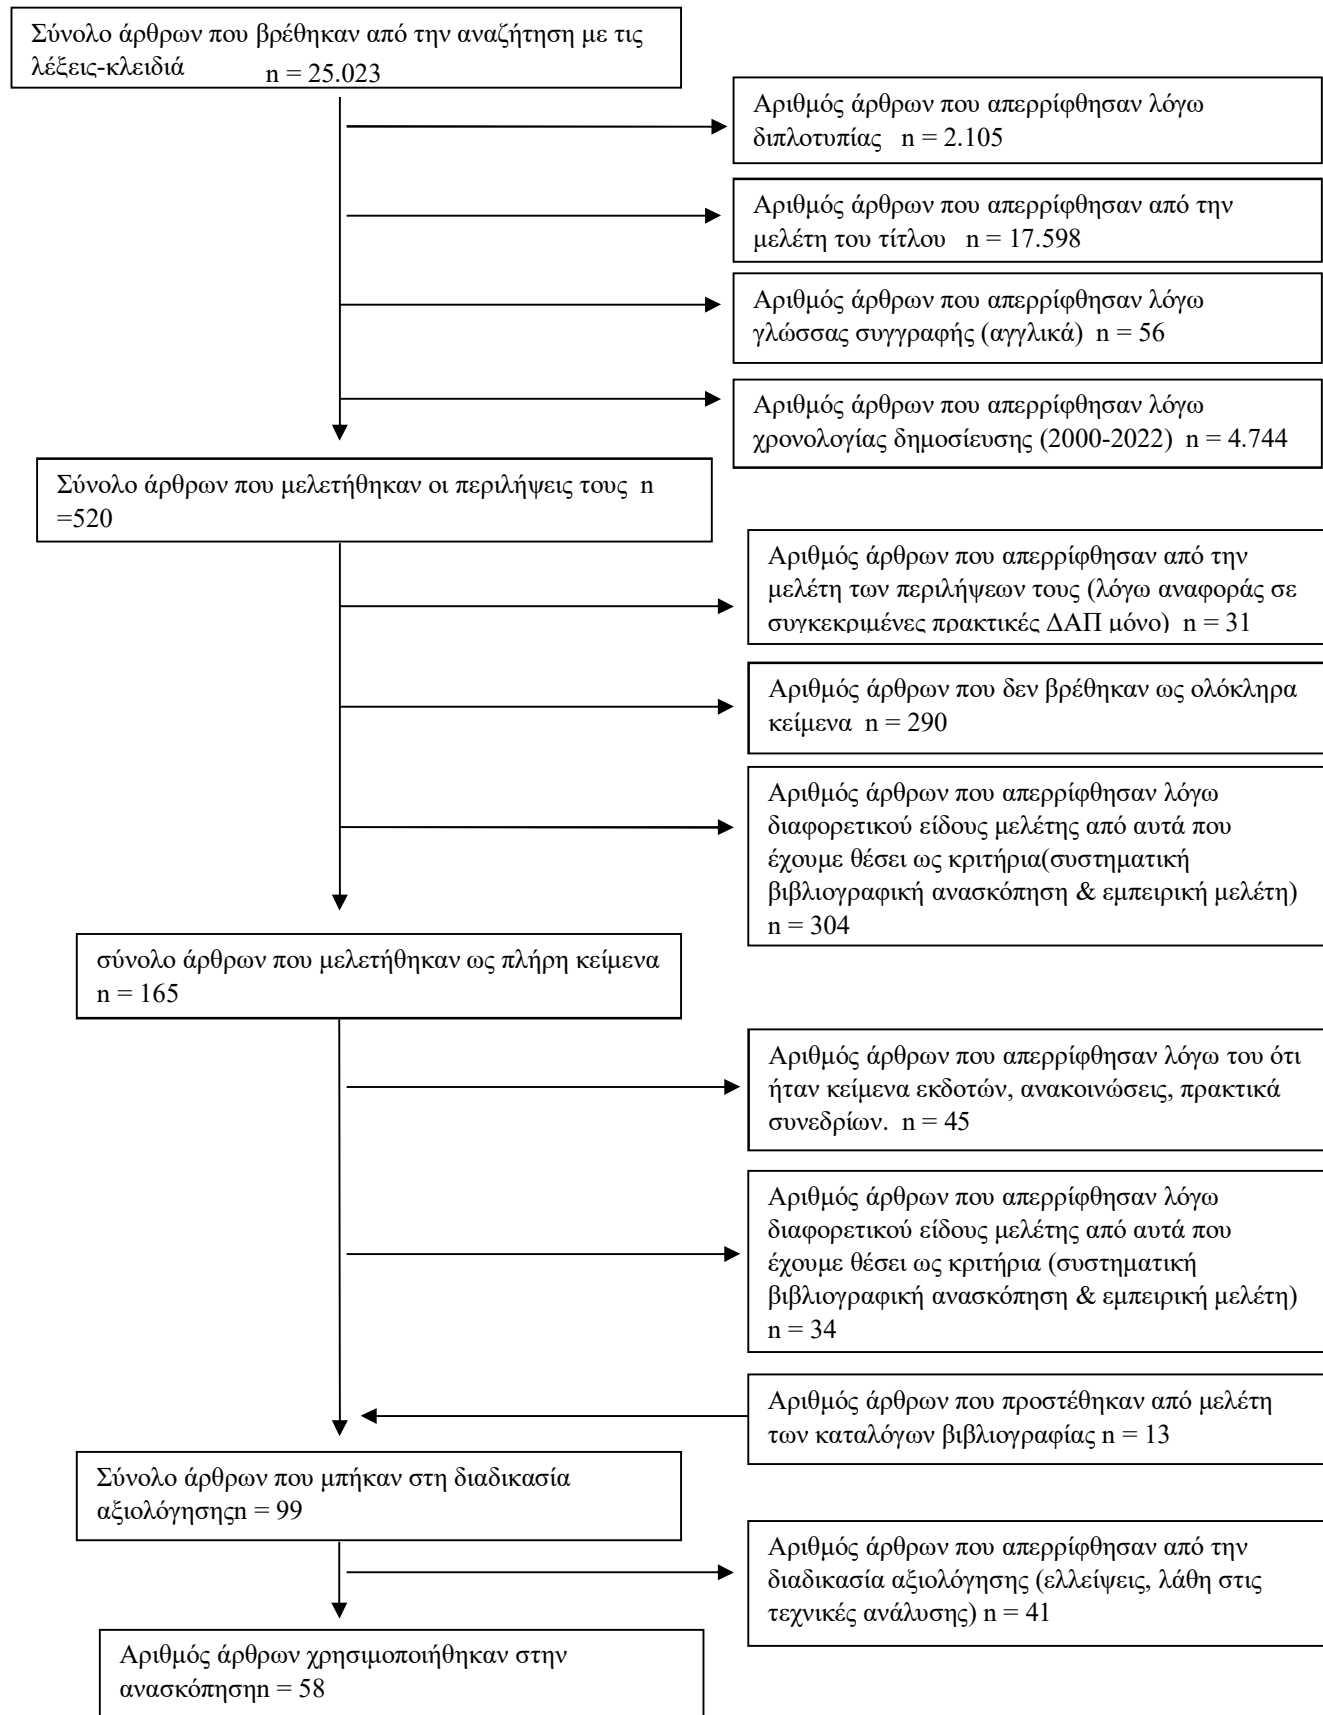 Σύνολο άρθρων που βρέθηκαν από την αναζήτηση με τις
λέξεις-κλειδιά n = 25.023
Αριθμός άρθρων που απερρίφθησαν λόγω
διπλοτυπίας n = 2.105
Αριθμός άρθρων που απερρίφθησαν από την
μελέτη του τίτλου n = 17.598
Αριθμός άρθρων που απερρίφθησαν λόγω
γλώσσας συγγραφής (αγγλικά) n = 56
Αριθμός άρθρων που απερρίφθησαν λόγω
χρονολογίας δημοσίευσης (2000-2022) n = 4.744
Σύνολο άρθρων που μελετήθηκαν οι περιλήψεις τους n
=520
Αριθμός άρθρων που απερρίφθησαν από την
μελέτη των περιλήψεων τους (λόγω αναφοράς σε
συγκεκριμένες πρακτικές ΔΑΠ μόνο) n = 31
Αριθμός άρθρων που δεν βρέθηκαν ως ολόκληρα
κείμενα n = 290
Αριθμός άρθρων που απερρίφθησαν λόγω
διαφορετικού είδους μελέτης από αυτά που
έχουμε θέσει ως κριτήρια(συστηματική
βιβλιογραφική ανασκόπηση & εμπειρική μελέτη)
n = 304
σύνολο άρθρων που μελετήθηκαν ως πλήρη κείμενα
n = 165
Αριθμός άρθρων που απερρίφθησαν λόγω του ότι
ήταν κείμενα εκδοτών, ανακοινώσεις, πρακτικά
συνεδρίων. n = 45
Αριθμός άρθρων που απερρίφθησαν λόγω
διαφορετικού είδους μελέτης από αυτά που
έχουμε θέσει ως κριτήρια (συστηματική
βιβλιογραφική ανασκόπηση & εμπειρική μελέτη)
n = 34
Αριθμός άρθρων που προστέθηκαν από μελέτη
των καταλόγων βιβλιογραφίας n = 13
Σύνολο άρθρων που μπήκαν στη διαδικασία
αξιολόγησηςn = 99
Αριθμός άρθρων που απερρίφθησαν από την
διαδικασία αξιολόγησης (ελλείψεις, λάθη στις
τεχνικές ανάλυσης) n = 41
Αριθμός άρθρων χρησιμοποιήθηκαν στην
ανασκόπησηn = 58